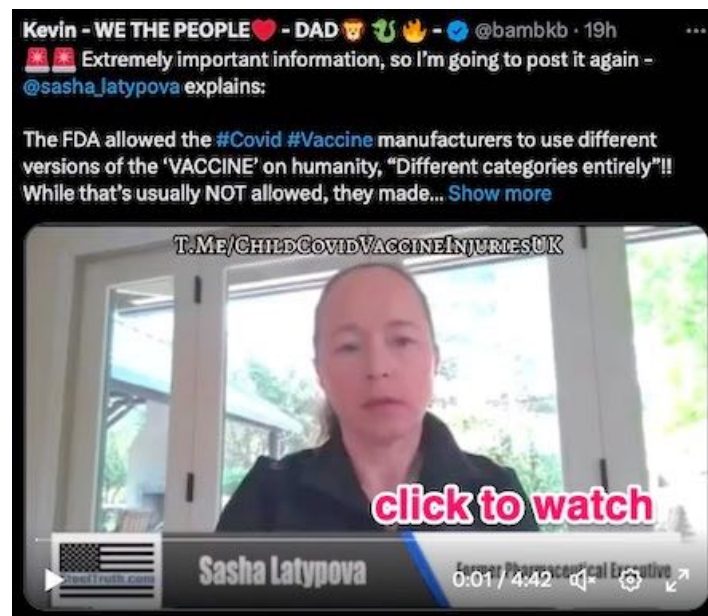 Kevin - WE THE PEOPLE❤️ - DAD🦁 🐉 🔥 - @bambkb · 19h ...
🚨🚨 Extremely important information, so I'm going to post it again -
@sasha_latypova explains:
The FDA allowed the #Covid #Vaccine manufacturers to use different
versions of the 'VACCINE' on humanity, "Different categories entirely"!!
While that's usually NOT allowed, they made... Show more
T.ME/CHILDCOVIDVACCINEINJURIESUK
click to watch
SteelTruth.com
Sasha Latypova
Former Pharmaceutical Executive
0:01 / 4:42